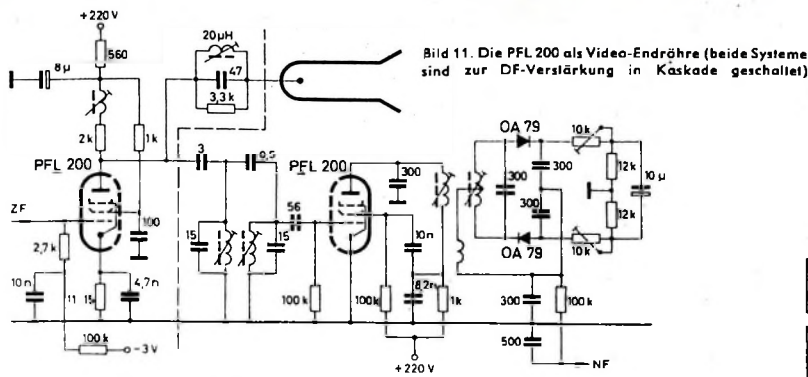 +220 V
560
8µ
20µH
47
3,3k
Bild 11. Die PFL 200 als Video-Endröhre (beide Systeme
sind zur DF-Verstärkung in Kaskade geschaltet)
2k
1k
PFL 200
3
0,5
PFL 200
300
OA 79
10k
12k
10µ
300
300
300
12k
OA 79
10k
ZF
100
56
15
15
10n
2,7k
10n
11
15k
4,7n
100k
100k
8,2n
1k
300
100k
500
100k
-3V
+220 V
NF